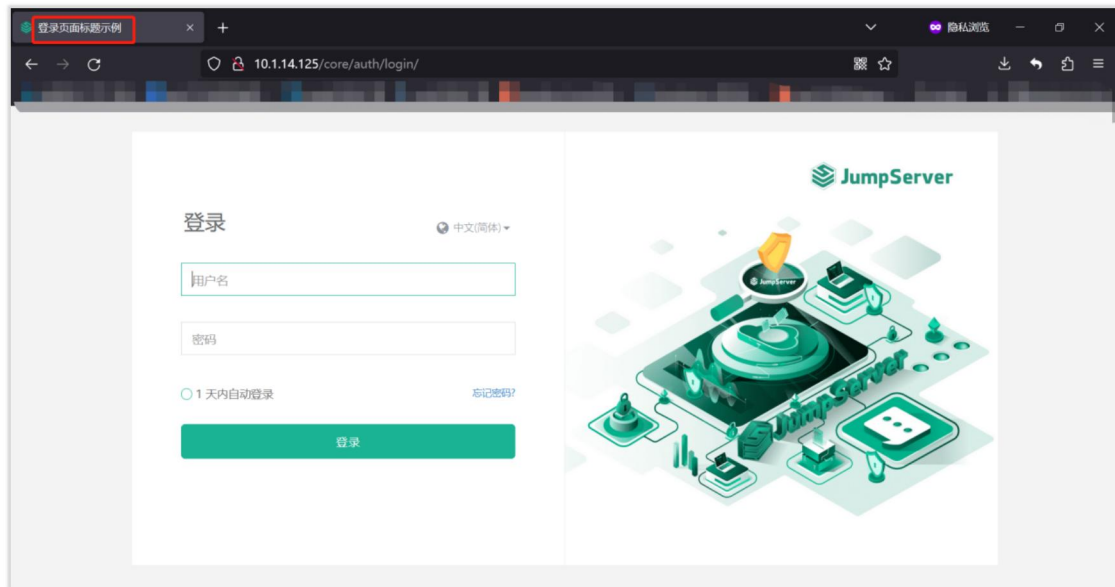 登录页面标题示例
隐私浏览
10.1.14.125/core/auth/login/
JumpServer
登录
中文(简体)
用户名
密码
1 天内自动登录
忘记密码?
登录
JumpServer
JumpServer